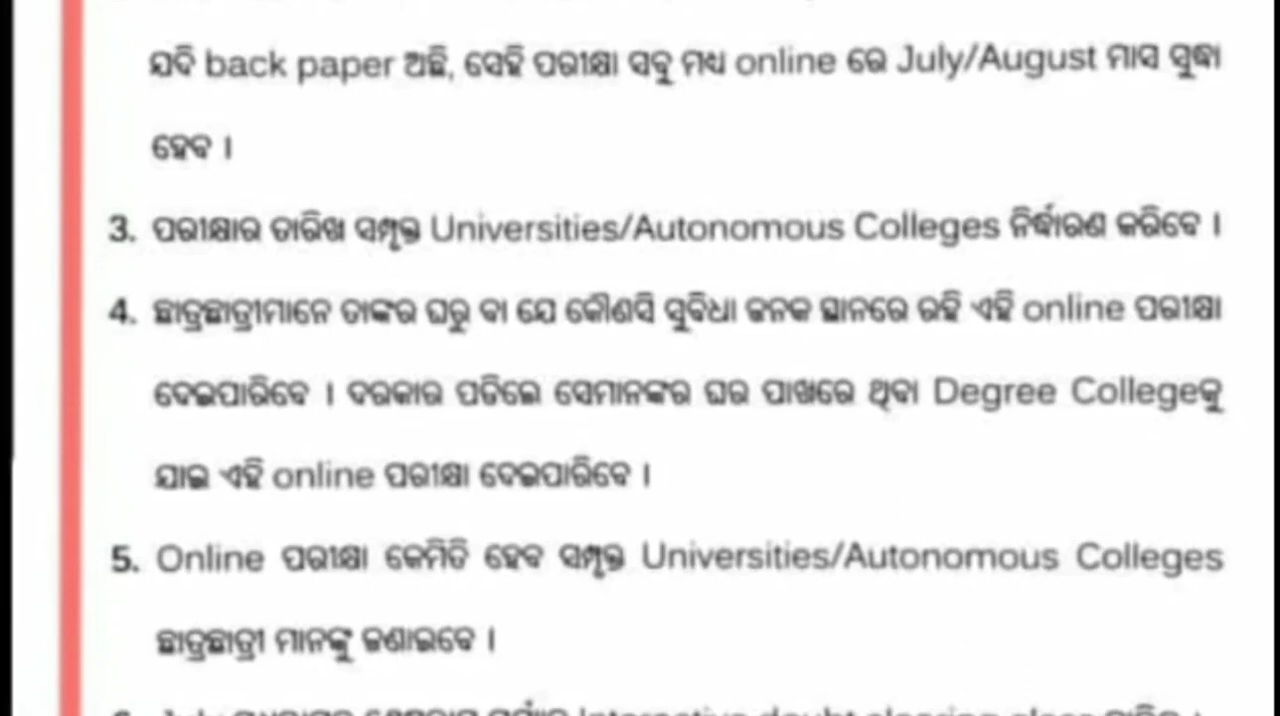 ଯଦି back paper ଅଛି, ସେହି ପରୀକ୍ଷା ସବୁ ମଧ୍ୟ online ରେ July/August ମାସ ସୁଦ୍ଧା
ହେବ ।
3. ପରୀକ୍ଷାର ତାରିଖ ସମ୍ପୃକ୍ତ Universities/Autonomous Colleges ନିର୍ଦ୍ଧାରଣ କରିବେ ।
4. ଛାତ୍ରଛାତ୍ରୀମାନେ ତାଙ୍କର ଘରୁ ବା ଯେ କୌଣସି ସୁବିଧା ଜନକ ସ୍ଥାନରେ ରହି ଏହି online ପରୀକ୍ଷା
ଦେଇପାରିବେ । ଦରକାର ପଡିଲେ ସେମାନଙ୍କର ଘର ପାଖରେ ଥିବା Degree Collegeକୁ
ଯାଇ ଏହି online ପରୀକ୍ଷା ଦେଇପାରିବେ ।
5. Online ପରୀକ୍ଷା କେମିତି ହେବ ସମ୍ପୃକ୍ତ Universities/Autonomous Colleges
ଛାତ୍ରଛାତ୍ରୀ ମାନଙ୍କୁ ଜଣାଇବେ ।